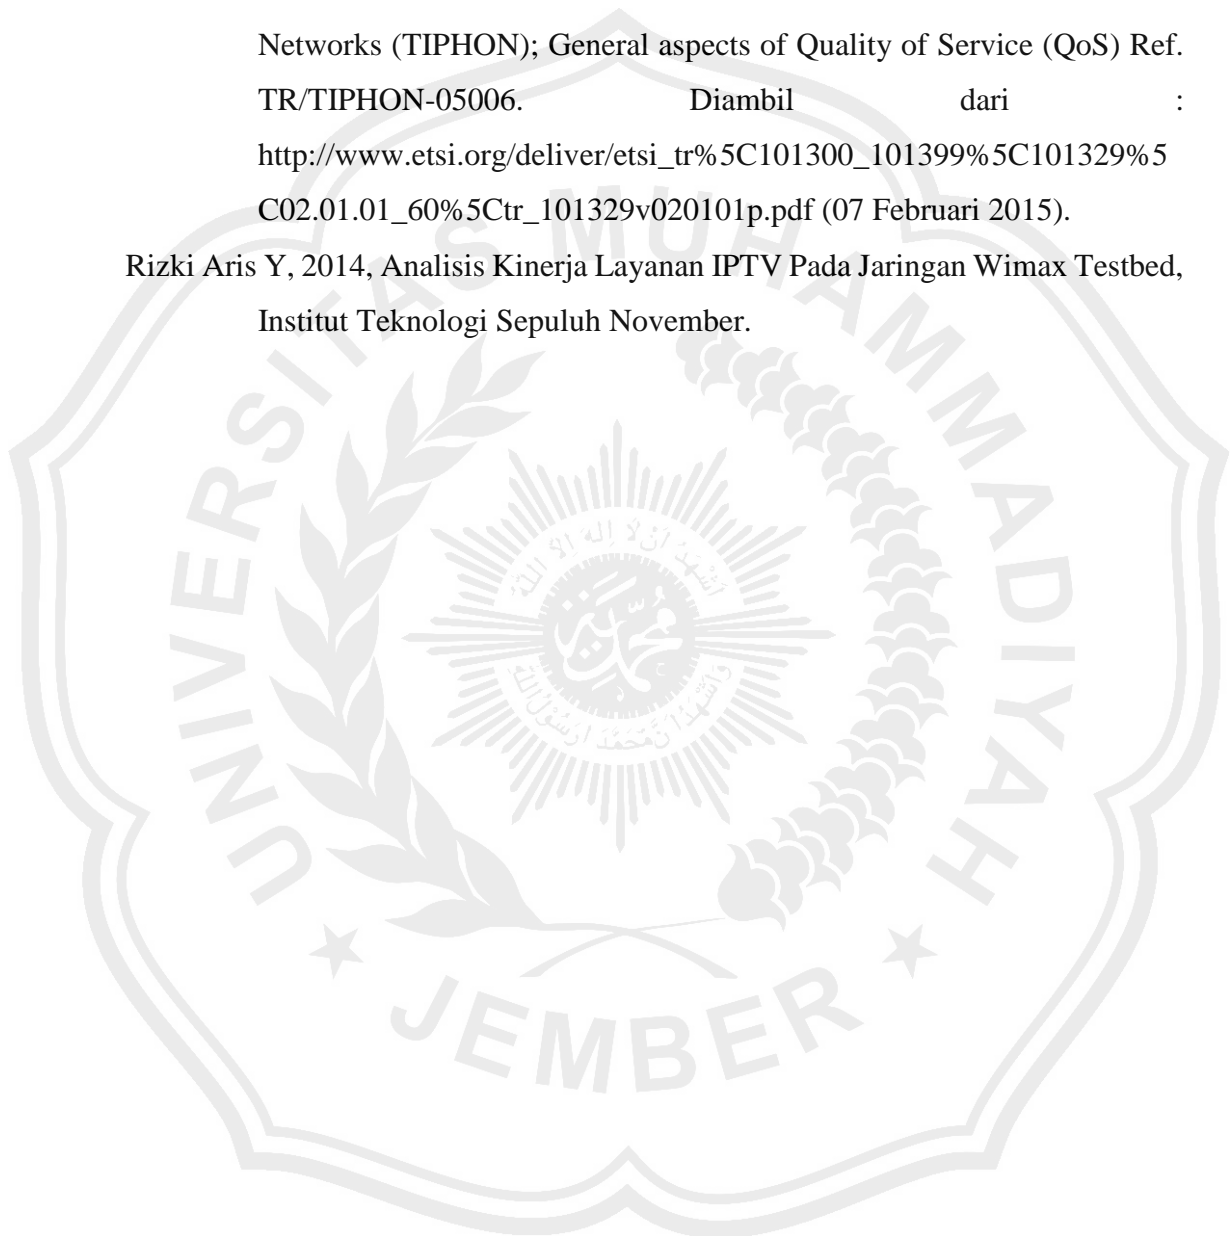 Networks (TIPHON); General aspects of Quality of Service (QoS) Ref.
TR/TIPHON-05006. Diambil dari :
http://www.etsi.org/deliver/etsi_tr%5C101300_101399%5C101329%5
C02.01.01_60%5Ctr_101329v020101p.pdf (07 Februari 2015).
Rizki Aris Y, 2014, Analisis Kinerja Layanan IPTV Pada Jaringan Wimax Testbed,
Institut Teknologi Sepuluh November.
UNIVERSITAS MUHAMMADIYAH
JEMBER